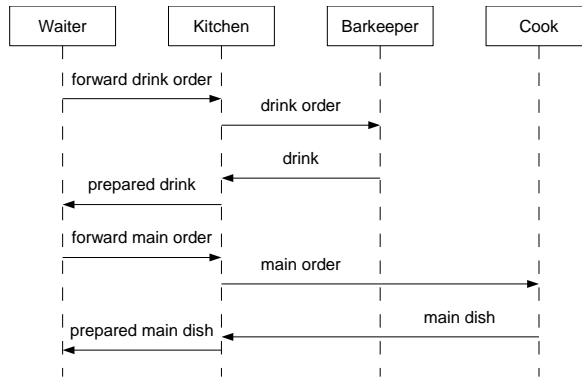 Waiter
Kitchen
Barkeeper
Cook
forward drink order
drink order
drink
prepared drink
forward main order
main order
main dish
prepared main dish